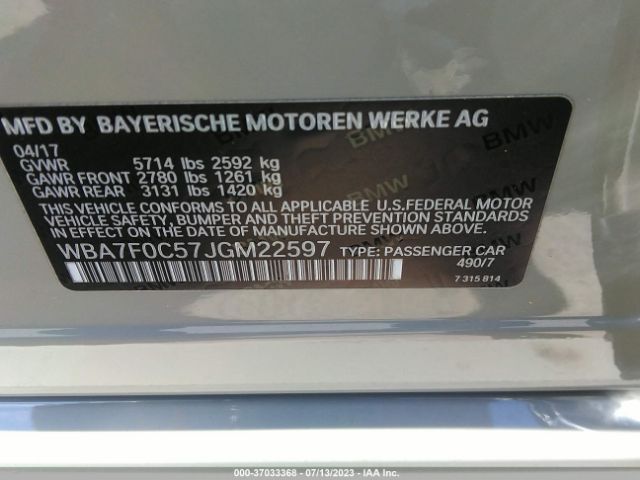 MFD BY BAYERISCHE MOTOREN WERKE AG
04/17
GVWR 5714 lbs 2592 kg
GAWR FRONT 2780 lbs 1261 kg
GAWR REAR 3131 lbs 1420 kg
THIS VEHICLE CONFORMS TO ALL APPLICABLE U.S.FEDERAL MOTOR
VEHICLE SAFETY, BUMPER AND THEFT PREVENTION STANDARDS IN
EFFECT ON THE DATE OF MANUFACTURE SHOWN ABOVE.
WBA7F0C57JGM22597 TYPE: PASSENGER CAR
490/7
7 315 814
BMW
000-37033368 - 07/13/2023 - IAA Inc.